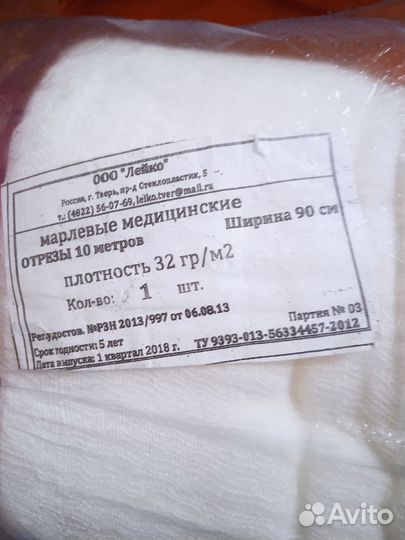 ООО "Лейко"
Россия, г. Тверь, пр-д Стеклопластик, 5
т.: (4822) 56-07-69, leiko.tver@mail.ru
марлевые медицинские
ОТРЕЗЫ 10 метров Ширина 90 см
плотность 32 гр/м2
Кол-во: 1 шт.
Рег.удостов. №РЗН 2013/997 от 06.08.13
Срок годности: 5 лет Партия № 03
Дата выпуска: 1 квартал 2018 г. ТУ 9393-013-56334457-2012
Avito